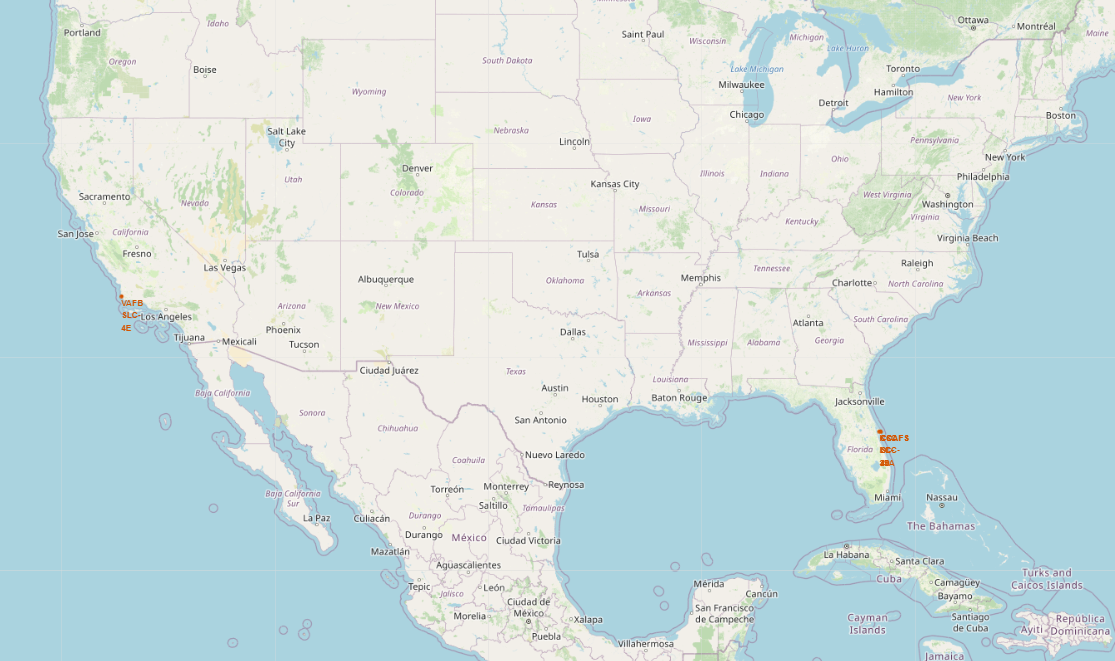 Minnesota
Idaho
Portland
Ottawa
Montréal
Saint Paul
Wisconsin
Michigan
Lake Huron
Maine
Oregon
Boise
South Dakota
Toronto
Lake Michigan
Milwaukee
Wyoming
Hamilton
New York
Detroit
Chicago
Boston
Iowa
Nebraska
Salt Lake
City
Lincoln
Pennsylvania
Ohio
New York
Denver
Illinois
Indiana
Philadelphia
Utah
Kansas City
Colorado
Sacramento
Nevada
West Virginia
Washington
Kansas
Missouri
Virginia
Kentucky
San Jose
California
Virginia Beach
Fresno
Tulsa
Las Vegas
Raleigh
Tennessee
Albuquerque
Oklahoma
Memphis
Charlotte
North Carolina
Arkansas
VAFB
SLC-
4E
Los Angeles
Arizona
New Mexico
South Carolina
Atlanta
Phoenix
Dallas
Tijuana
Mexicali
Tucson
Mississippi
Alabama
Georgia
Ciudad Juárez
Texas
Louisiana
Baja California
Austin
Houston
Baton Rouge
Jacksonville
Sonora
San Antonio
Chihuahua
Florida
Nuevo Laredo
Coahuila
Reynosa
Torreón
Monterrey
Baja California
Sur
Saltillo
Tamaulipas
Miami
Nassau
La Paz
Culiacán
Durango
The Bahamas
Durango
México
Ciudad Victoria
Mazatlán
La Habana
Santa Clara
Aguascalientes
Cuba
Turks and
Caicos Islands
Tepic
León
Jalisco
Mérida
Cancún
Camagüey
Bayamo
Ciudad de
México
San Francisco
de Campeche
Morelia
Xalapa
Cayman
Islands
Santiago
de Cuba
República
Dominicana
Ayiti
Puebla
Villahermosa
Jamaica